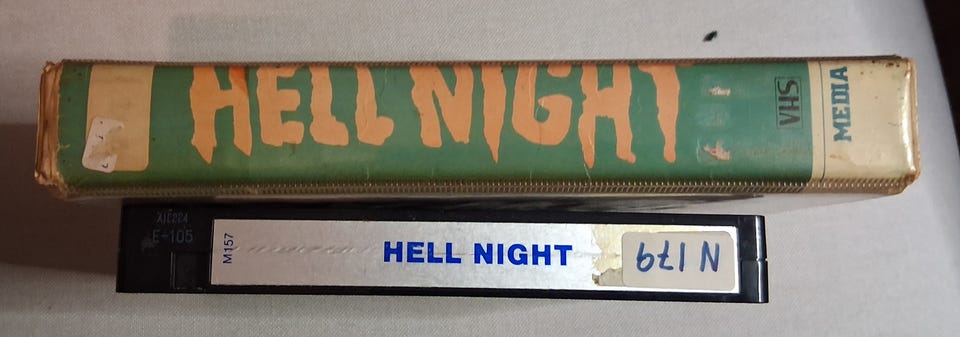 HELL NIGHT
VHS
MEDIA
E-105
M157
HELL NIGHT
N 179